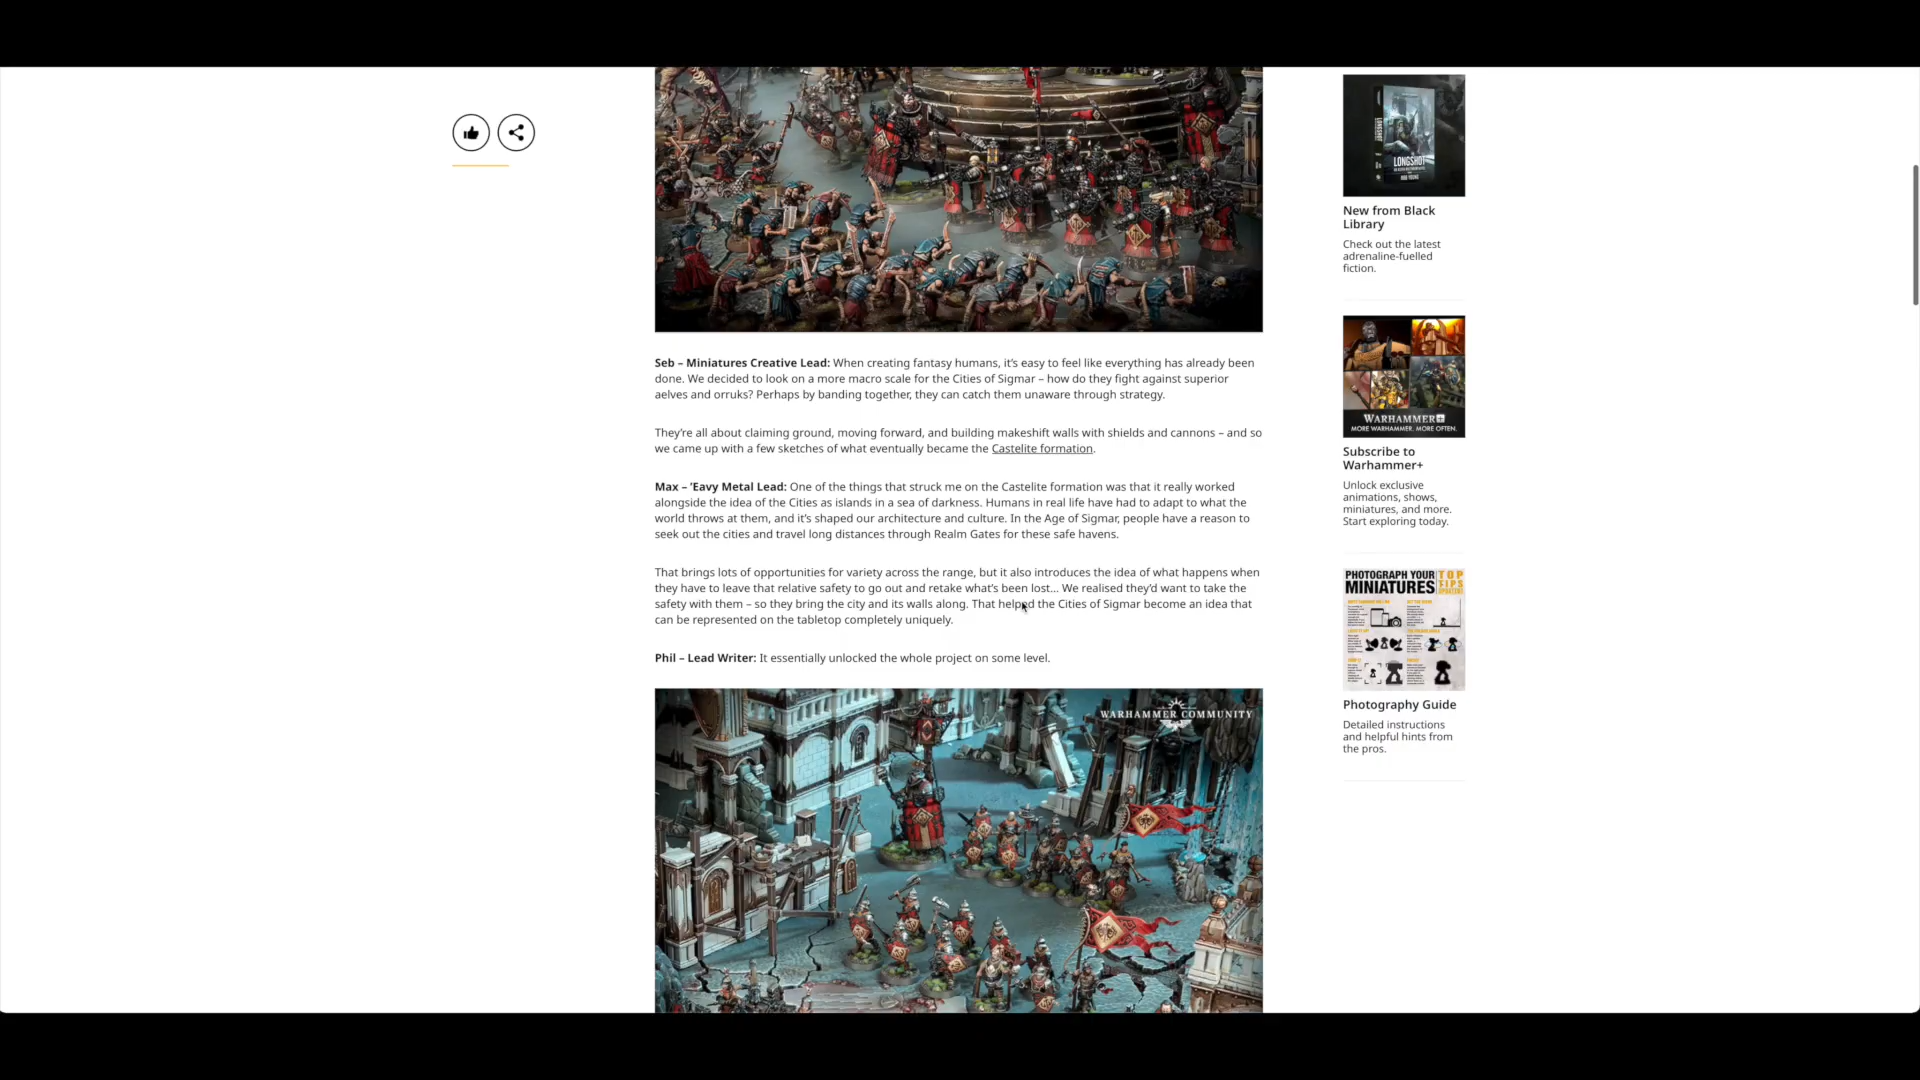 Seb – Miniatures Creative Lead: When creating fantasy humans, it’s easy to feel like everything has already been
done. We decided to look on a more macro scale for the Cities of Sigmar – how do they fight against superior
aelves and orruks? Perhaps by banding together, they can catch them unaware through strategy.
They’re all about claiming ground, moving forward, and building makeshift walls with shields and cannons – and so
we came up with a few sketches of what eventually became the Castelite formation.
Max – ’Eavy Metal Lead: One of the things that struck me on the Castelite formation was that it really worked
alongside the idea of the Cities as islands in a sea of darkness. Humans in real life have had to adapt to what the
world throws at them, and it’s shaped our architecture and culture. In the Age of Sigmar, people have a reason to
seek out the cities and travel long distances through Realm Gates for these safe havens.
That brings lots of opportunities for variety across the range, but it also introduces the idea of what happens when
they have to leave that relative safety to go out and retake what’s been lost... We realised they’d want to take the
safety with them – so they bring the city and its walls along. That helped the Cities of Sigmar become an idea that
can be represented on the tabletop completely uniquely.
Phil – Lead Writer: It essentially unlocked the whole project on some level.
WARHAMMER COMMUNITY
LONGSHOT
ROB YOUNG
New from Black
Library
Check out the latest
adrenaline-fuelled
fiction.
WARHAMMER+
MORE WARHAMMER. MORE OFTEN.
Subscribe to
Warhammer+
Unlock exclusive
animations, shows,
miniatures, and more.
Start exploring today.
PHOTOGRAPH YOUR
MINIATURES
TOP
TIPS
Photography Guide
Detailed instructions
and helpful hints from
the pros.